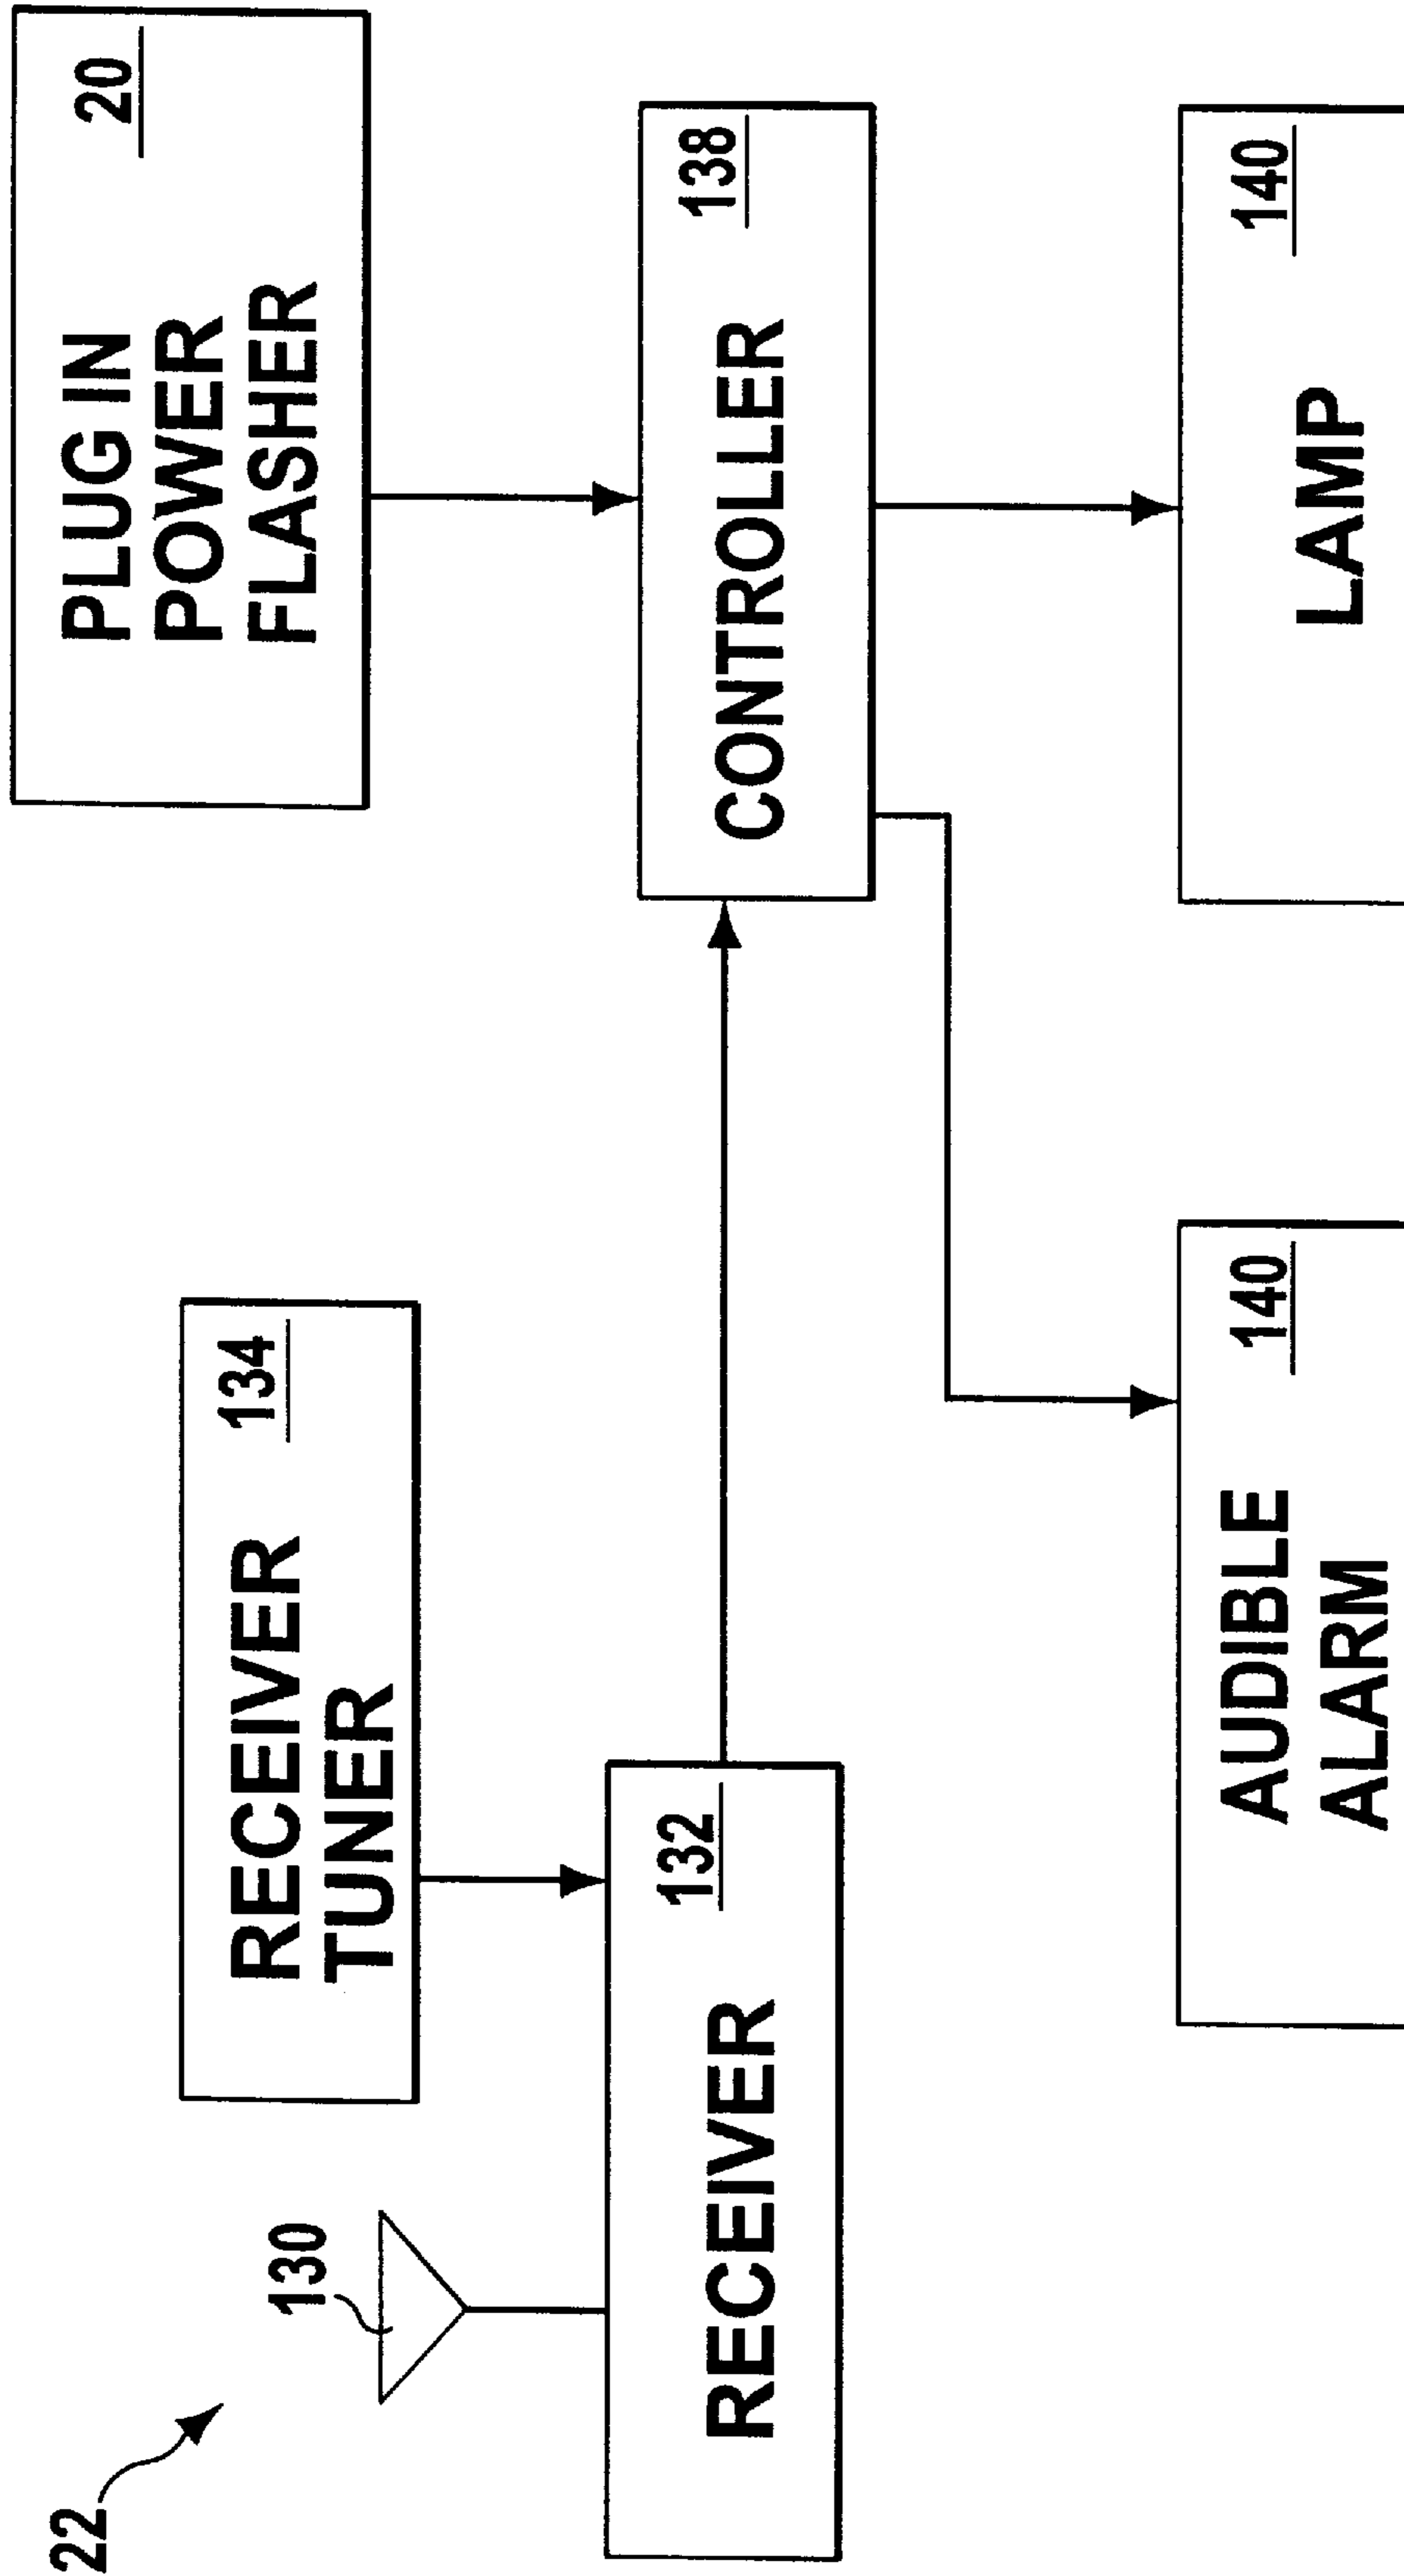 22
130
RECEIVER
TUNER
134
PLUG IN
POWER
FLASHER
20
RECEIVER
132
CONTROLLER
138
AUDIBLE
ALARM
140
LAMP
140